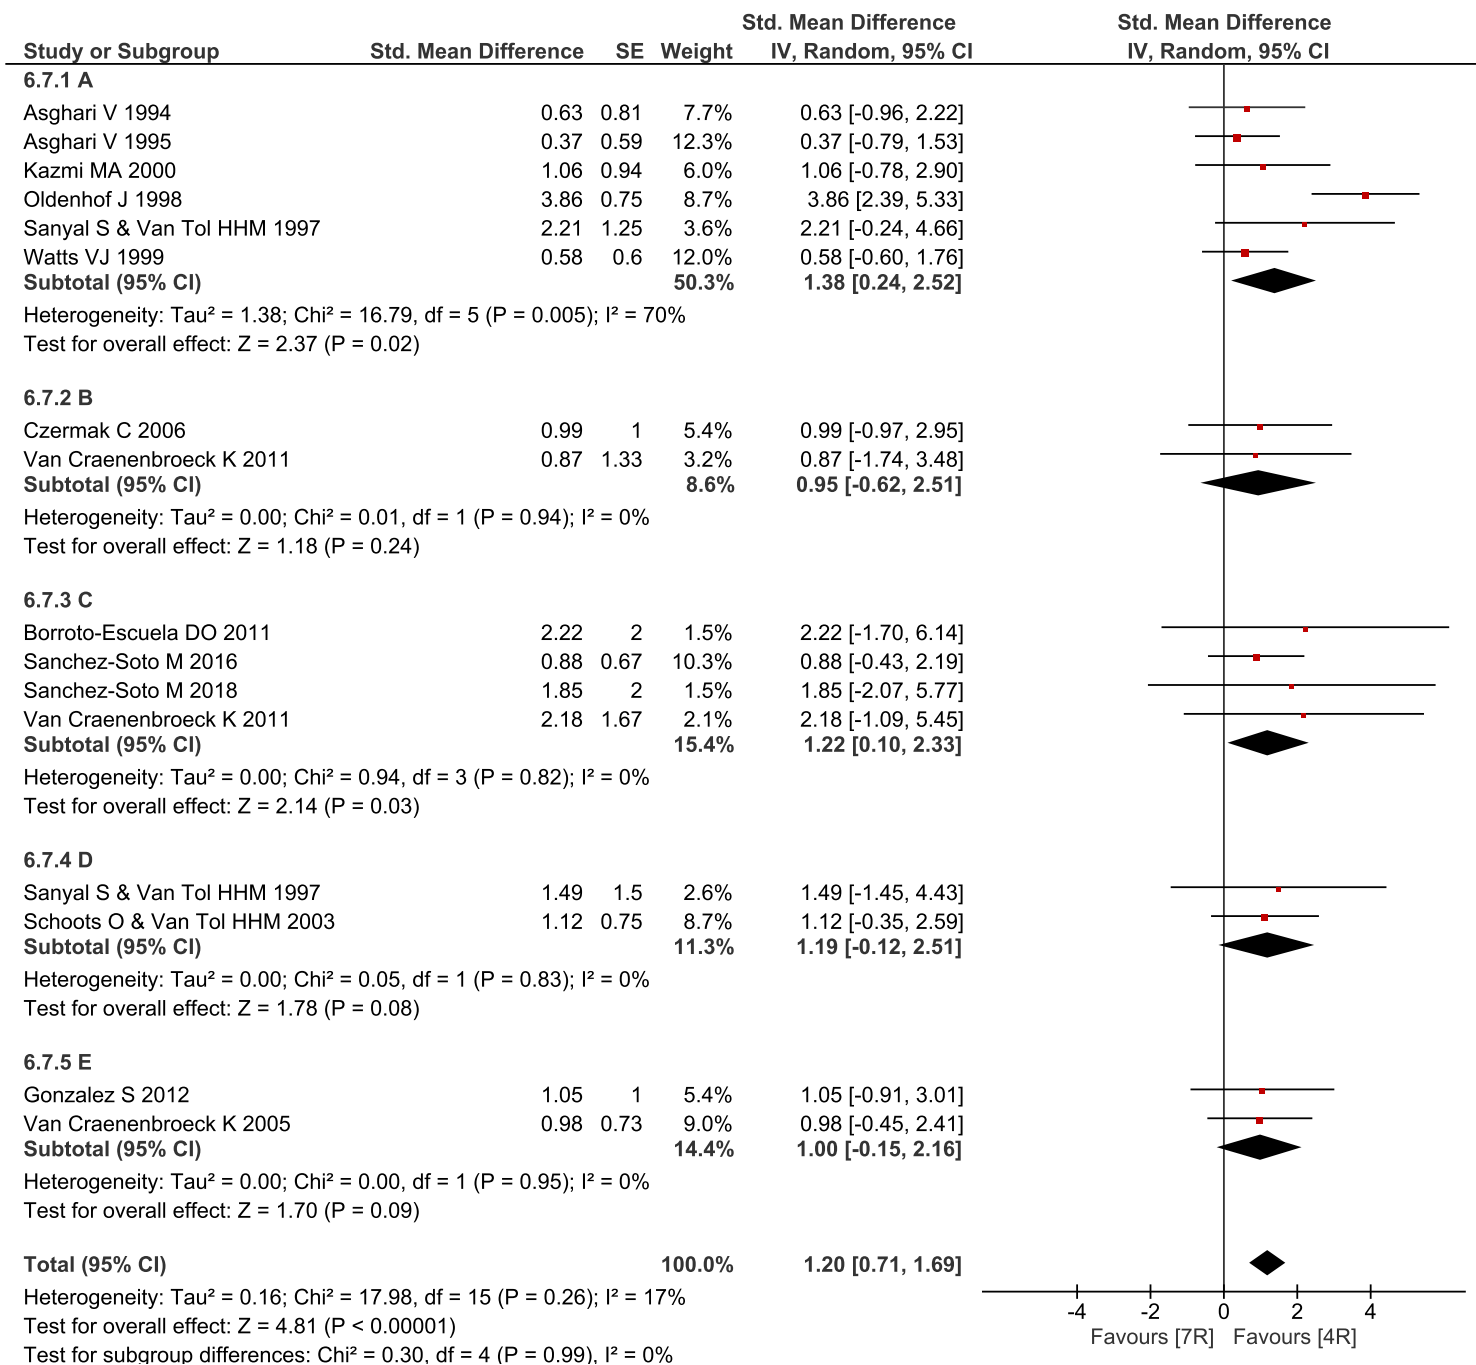 Std. Mean Difference Std. Mean Difference
Study or Subgroup Std. Mean Difference SE Weight IV, Random, 95% CI IV, Random, 95% CI
6.7.1 A
Asghari V 1994 0.63 0.81 7.7% 0.63 [-0.96, 2.22]
Asghari V 1995 0.37 0.59 12.3% 0.37 [-0.79, 1.53]
Kazmi MA 2000 1.06 0.94 6.0% 1.06 [-0.78, 2.90]
Oldenhof J 1998 3.86 0.75 8.7% 3.86 [2.39, 5.33]
Sanyal S & Van Tol HHM 1997 2.21 1.25 3.6% 2.21 [-0.24, 4.66]
Watts VJ 1999 0.58 0.6 12.0% 0.58 [-0.60, 1.76]
Subtotal (95% CI) 50.3% 1.38 [0.24, 2.52]
Heterogeneity: Tau² = 1.38; Chi² = 16.79, df = 5 (P = 0.005); I² = 70%
Test for overall effect: Z = 2.37 (P = 0.02)
6.7.2 B
Czermak C 2006 0.99 1 5.4% 0.99 [-0.97, 2.95]
Van Craenenbroeck K 2011 0.87 1.33 3.2% 0.87 [-1.74, 3.48]
Subtotal (95% CI) 8.6% 0.95 [-0.62, 2.51]
Heterogeneity: Tau² = 0.00; Chi² = 0.01, df = 1 (P = 0.94); I² = 0%
Test for overall effect: Z = 1.18 (P = 0.24)
6.7.3 C
Borroto-Escuela DO 2011 2.22 2 1.5% 2.22 [-1.70, 6.14]
Sanchez-Soto M 2016 0.88 0.67 10.3% 0.88 [-0.43, 2.19]
Sanchez-Soto M 2018 1.85 2 1.5% 1.85 [-2.07, 5.77]
Van Craenenbroeck K 2011 2.18 1.67 2.1% 2.18 [-1.09, 5.45]
Subtotal (95% CI) 15.4% 1.22 [0.10, 2.33]
Heterogeneity: Tau² = 0.00; Chi² = 0.94, df = 3 (P = 0.82); I² = 0%
Test for overall effect: Z = 2.14 (P = 0.03)
6.7.4 D
Sanyal S & Van Tol HHM 1997 1.49 1.5 2.6% 1.49 [-1.45, 4.43]
Schoots O & Van Tol HHM 2003 1.12 0.75 8.7% 1.12 [-0.35, 2.59]
Subtotal (95% CI) 11.3% 1.19 [-0.12, 2.51]
Heterogeneity: Tau² = 0.00; Chi² = 0.05, df = 1 (P = 0.83); I² = 0%
Test for overall effect: Z = 1.78 (P = 0.08)
6.7.5 E
Gonzalez S 2012 1.05 1 5.4% 1.05 [-0.91, 3.01]
Van Craenenbroeck K 2005 0.98 0.73 9.0% 0.98 [-0.45, 2.41]
Subtotal (95% CI) 14.4% 1.00 [-0.15, 2.16]
Heterogeneity: Tau² = 0.00; Chi² = 0.00, df = 1 (P = 0.95); I² = 0%
Test for overall effect: Z = 1.70 (P = 0.09)
Total (95% CI) 100.0% 1.20 [0.71, 1.69]
Heterogeneity: Tau² = 0.16; Chi² = 17.98, df = 15 (P = 0.26); I² = 17%
Test for overall effect: Z = 4.81 (P < 0.00001)
Test for subgroup differences: Chi² = 0.30, df = 4 (P = 0.99), I² = 0%
-4 -2 0 2 4
Favours [7R] Favours [4R]